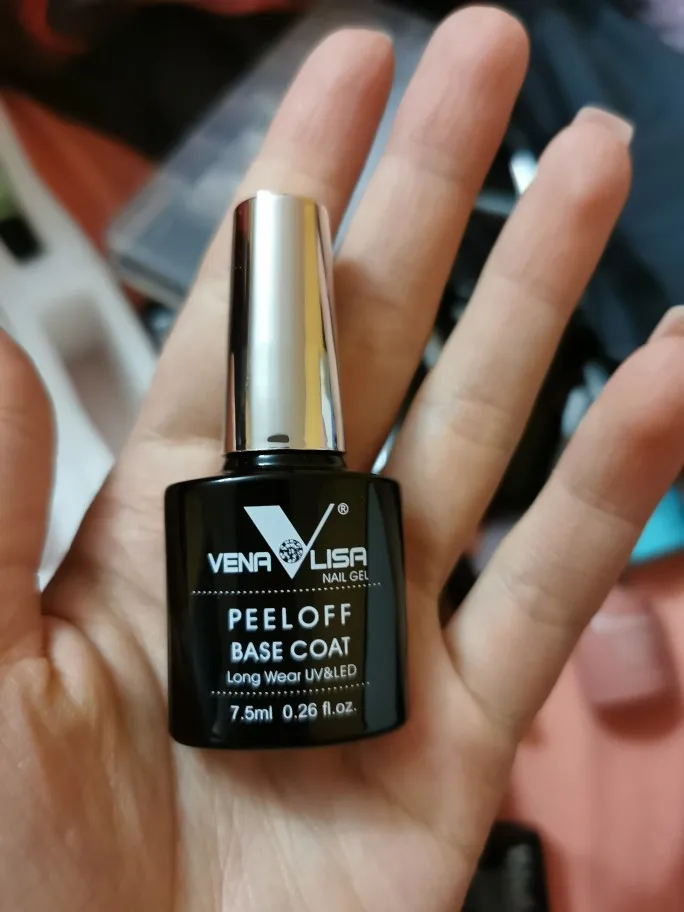 ®
VENA LISA
NAIL GEL
PEELOFF
BASE COAT
Long Wear UV&LED
7.5ml 0.26 fl.oz.